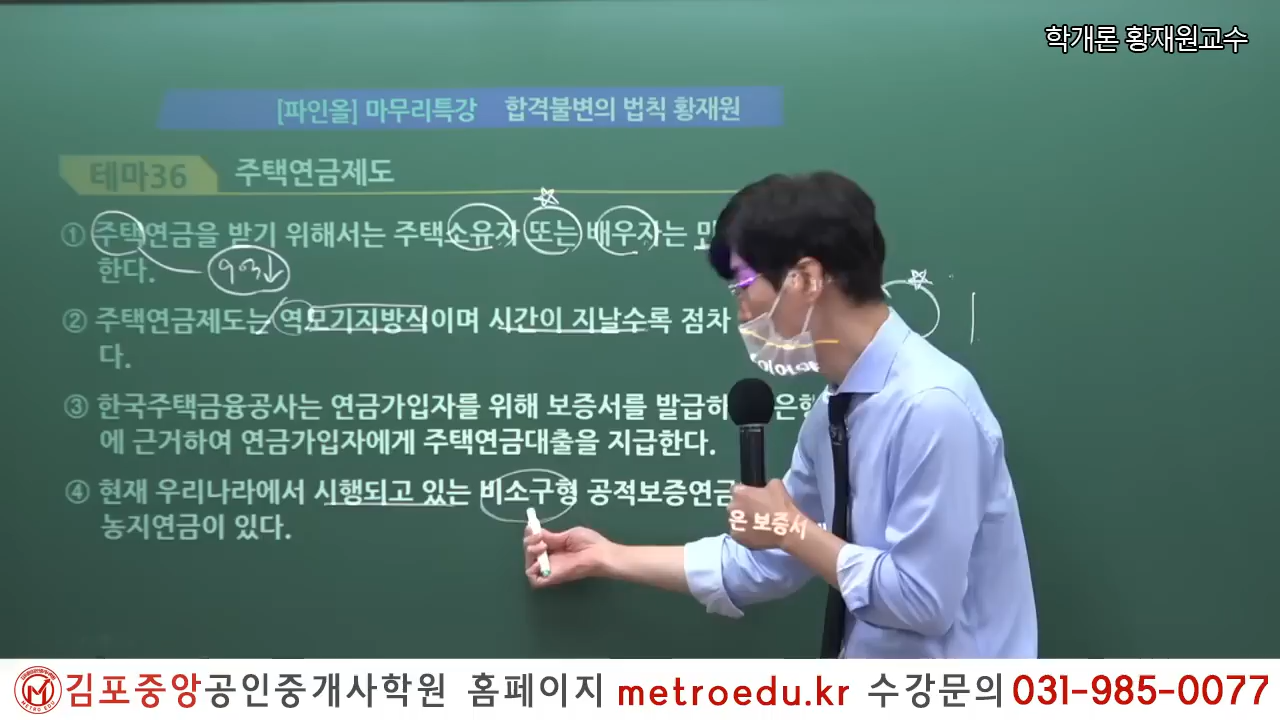 학개론 황재원교수
[파인올] 마무리특강 합격불변의 법칙 황재원
테마36 주택연금제도
① 주택연금을 받기 위해서는 주택소유자 또는 배우자는
한다.
9억↓
② 주택연금제도는 역모기지방식이며 시간이 지날수록 점차
다.
③ 한국주택금융공사는 연금가입자를 위해 보증서를 발급하
에 근거하여 연금가입자에게 주택연금대출을 지급한다.
④ 현재 우리나라에서 시행되고 있는 비소구형 공적보증연금
은 보증서
농지연금이 있다.
김포중앙공인중개사학원 홈페이지 metroedu.kr 수강문의 031-985-0077
METRO EDU